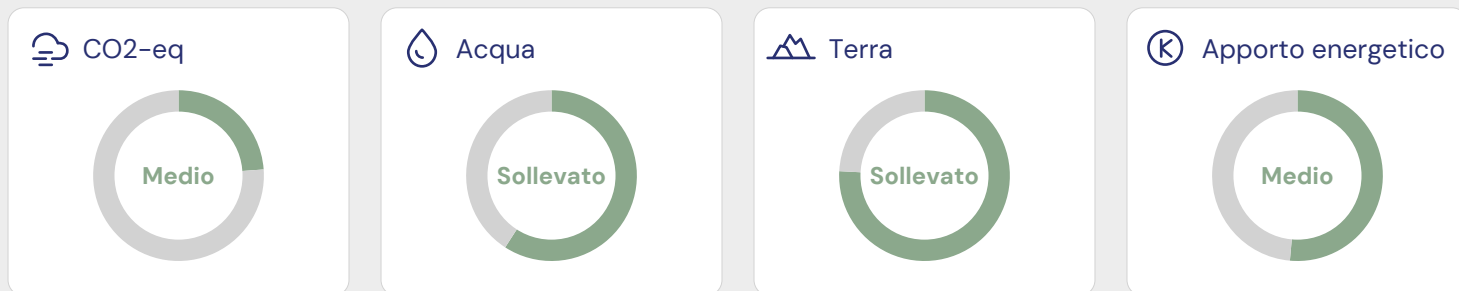 CO2-eq
Medio
Acqua
Sollevato
Terra
Sollevato
Apporto energetico
Medio